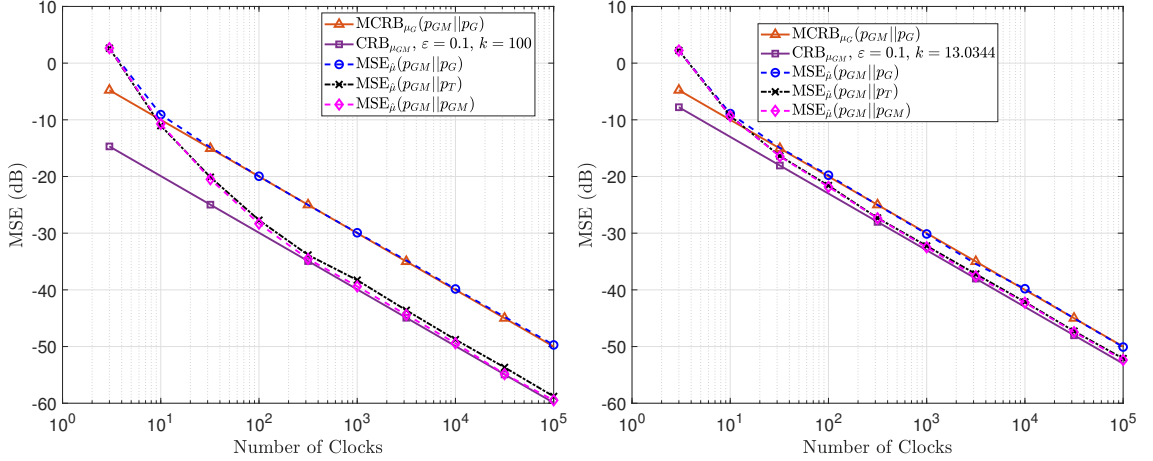 MCRB_{μ_G}(p_{GM}||p_G)
CRB_{μ_{GM}}, ε = 0.1, k = 100
MSE_{μ̂}(p_{GM}||p_G)
MSE_{μ̂}(p_{GM}||p_T)
MSE_{μ̂}(p_{GM}||p_{GM})
0
-10
-20
-30
-40
-50
-60
MSE (dB)
10^0 10^1 10^2 10^3 10^4 10^5
Number of Clocks
MCRB_{μ_G}(p_{GM}||p_G)
CRB_{μ_{GM}}, ε = 0.1, k = 13.0344
MSE_{μ̂}(p_{GM}||p_G)
MSE_{μ̂}(p_{GM}||p_T)
MSE_{μ̂}(p_{GM}||p_{GM})
0
-10
-20
-30
-40
-50
-60
MSE (dB)
10^0 10^1 10^2 10^3 10^4 10^5
Number of Clocks